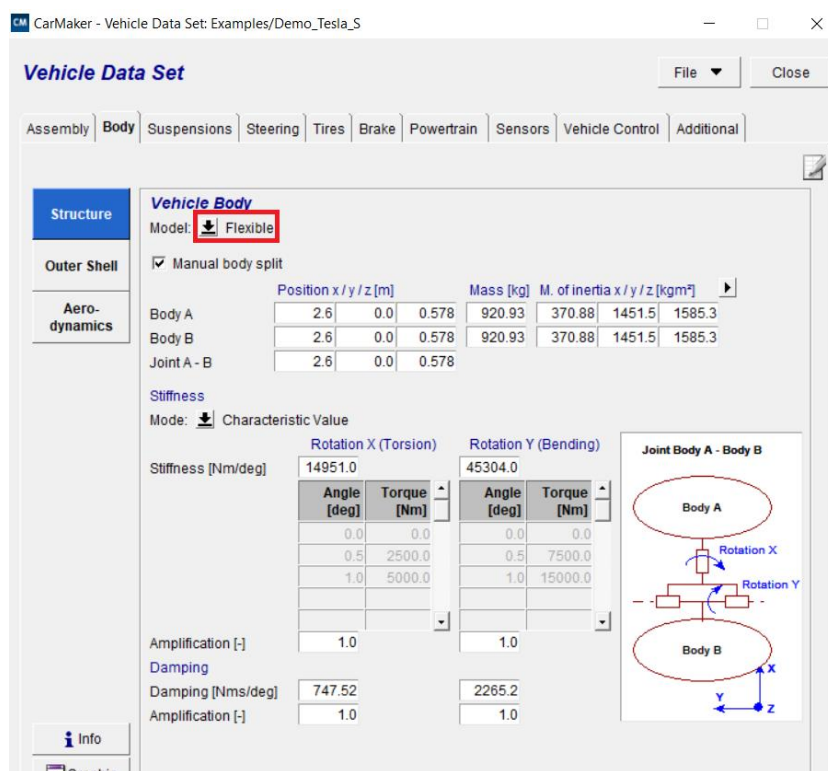 CM CarMaker - Vehicle Data Set: Examples/Demo_Tesla_S
Vehicle Data Set
File
Close
Assembly Body Suspensions Steering Tires Brake Powertrain Sensors Vehicle Control Additional
Structure
Outer Shell
Aero-
dynamics
Vehicle Body
Model: Flexible
Manual body split
Position x / y / z [m] Mass [kg] M. of inertia x / y / z [kgm²]
Body A 2.6 0.0 0.578 920.93 370.88 1451.5 1585.3
Body B 2.6 0.0 0.578 920.93 370.88 1451.5 1585.3
Joint A - B 2.6 0.0 0.578
Stiffness
Mode: Characteristic Value
Rotation X (Torsion) Rotation Y (Bending)
Stiffness [Nm/deg] 14951.0 45304.0
Angle Torque Angle Torque
[deg] [Nm] [deg] [Nm]
0.0 0.0 0.0 0.0
0.5 2500.0 0.5 7500.0
1.0 5000.0 1.0 15000.0
Amplification [-] 1.0 1.0
Damping
Damping [Nms/deg] 747.52 2265.2
Amplification [-] 1.0 1.0
Joint Body A - Body B
Body A
Rotation X
Rotation Y
Body B
X
Y
Z
i Info